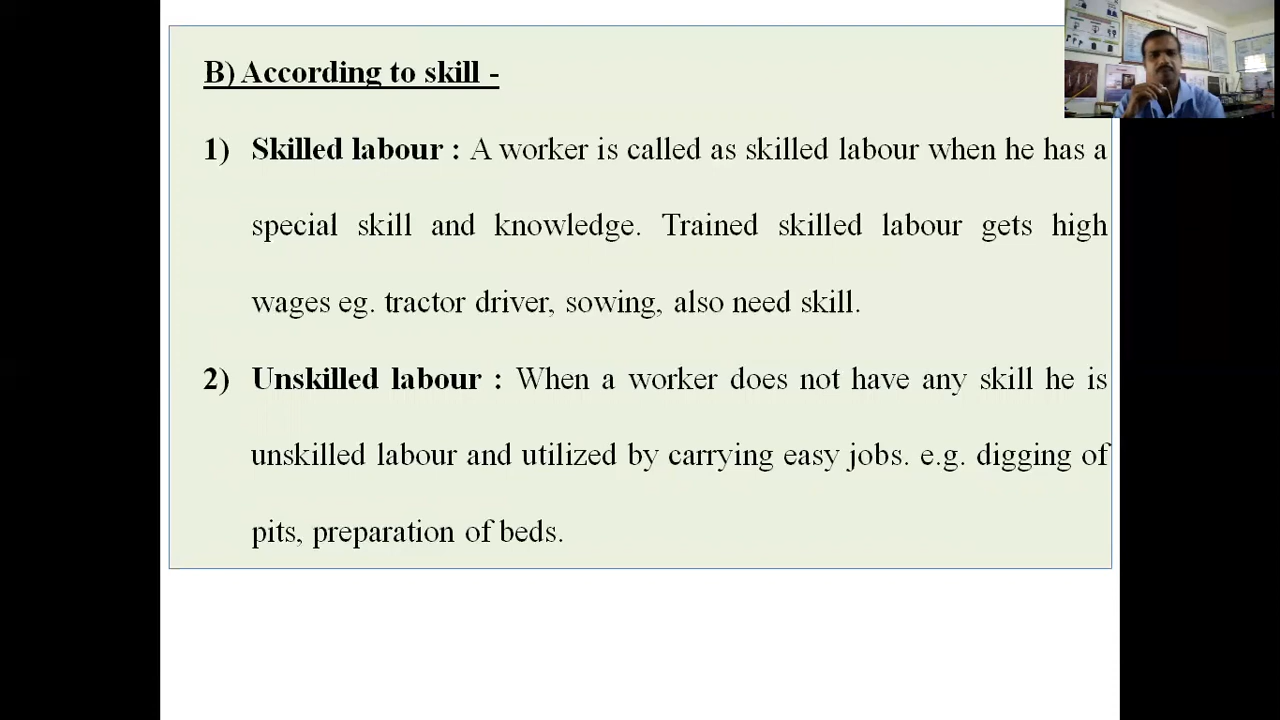 B) According to skill -
1) Skilled labour : A worker is called as skilled labour when he has a
special skill and knowledge. Trained skilled labour gets high
wages eg. tractor driver, sowing, also need skill.
2) Unskilled labour : When a worker does not have any skill he is
unskilled labour and utilized by carrying easy jobs. e.g. digging of
pits, preparation of beds.